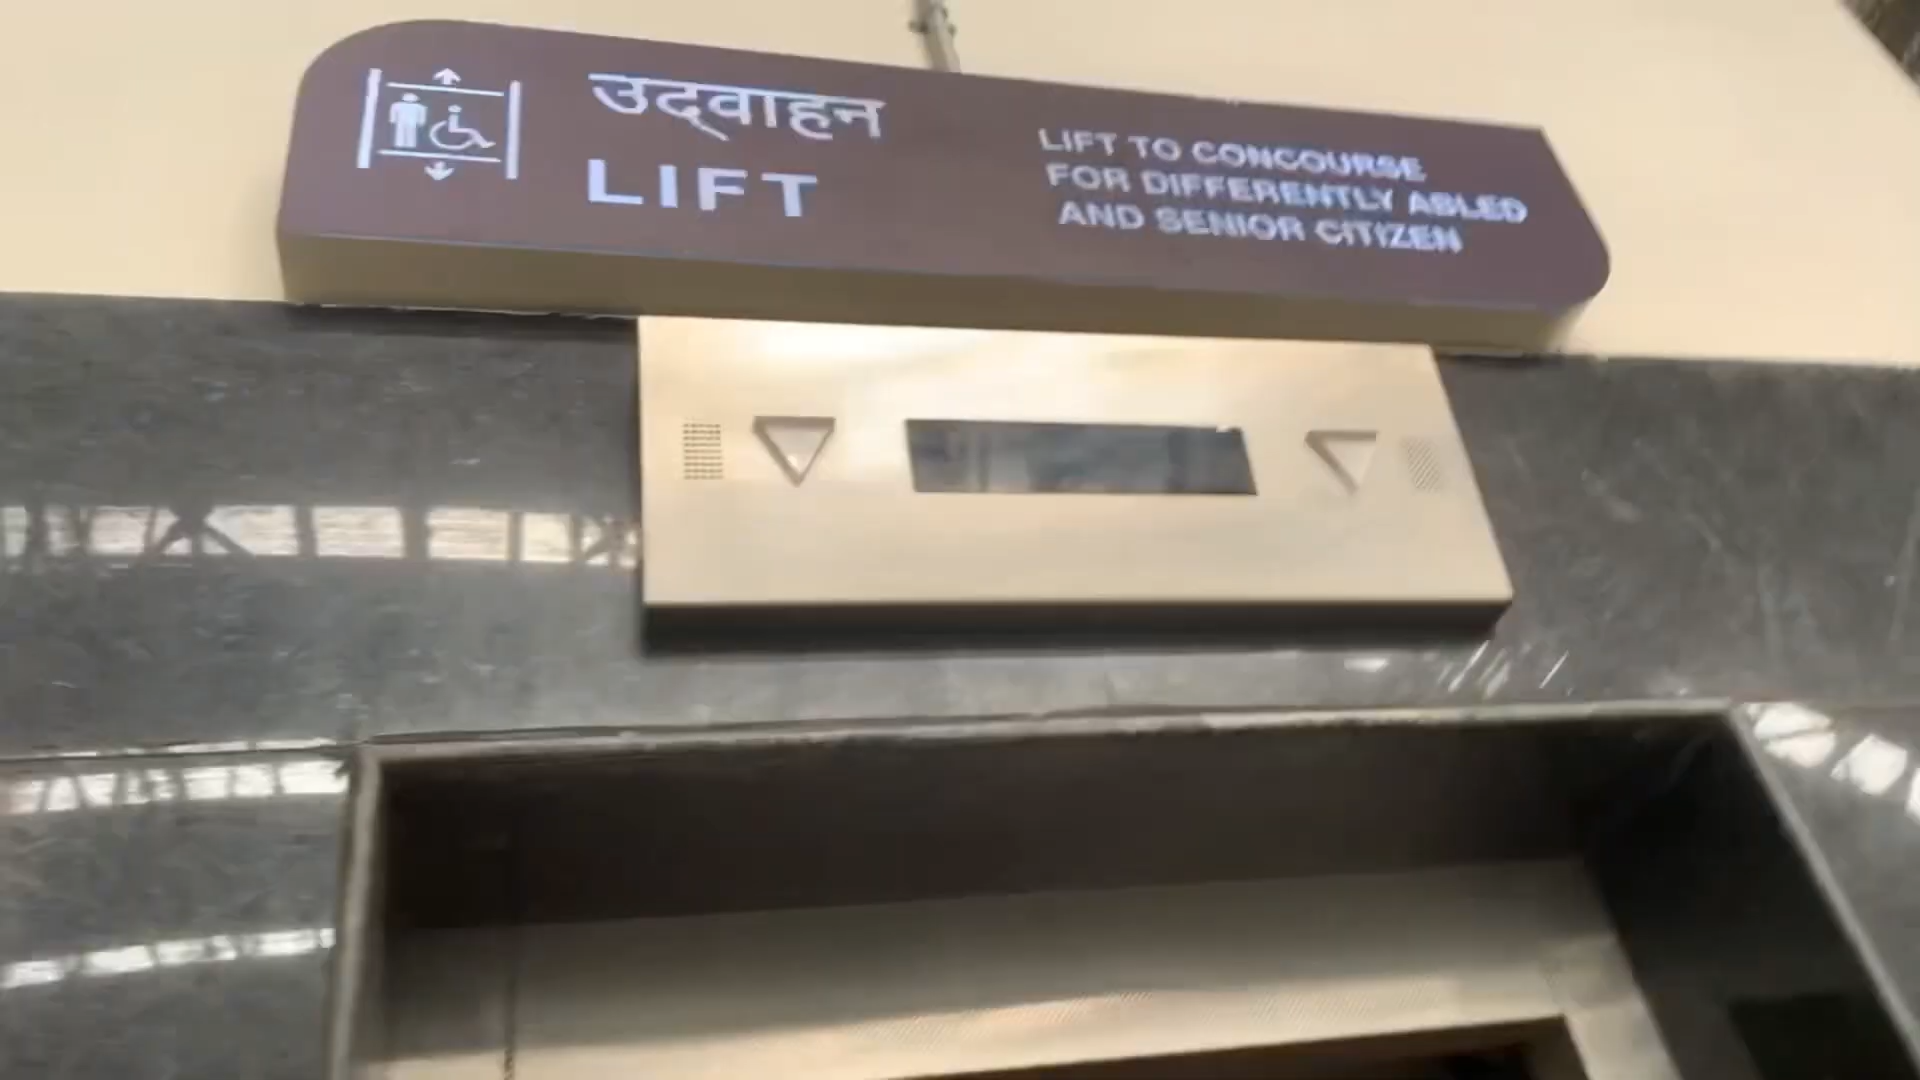 उद्‌वाहन
LIFT
LIFT TO CONCOURSE
FOR DIFFERENTLY ABLED
AND SENIOR CITIZEN